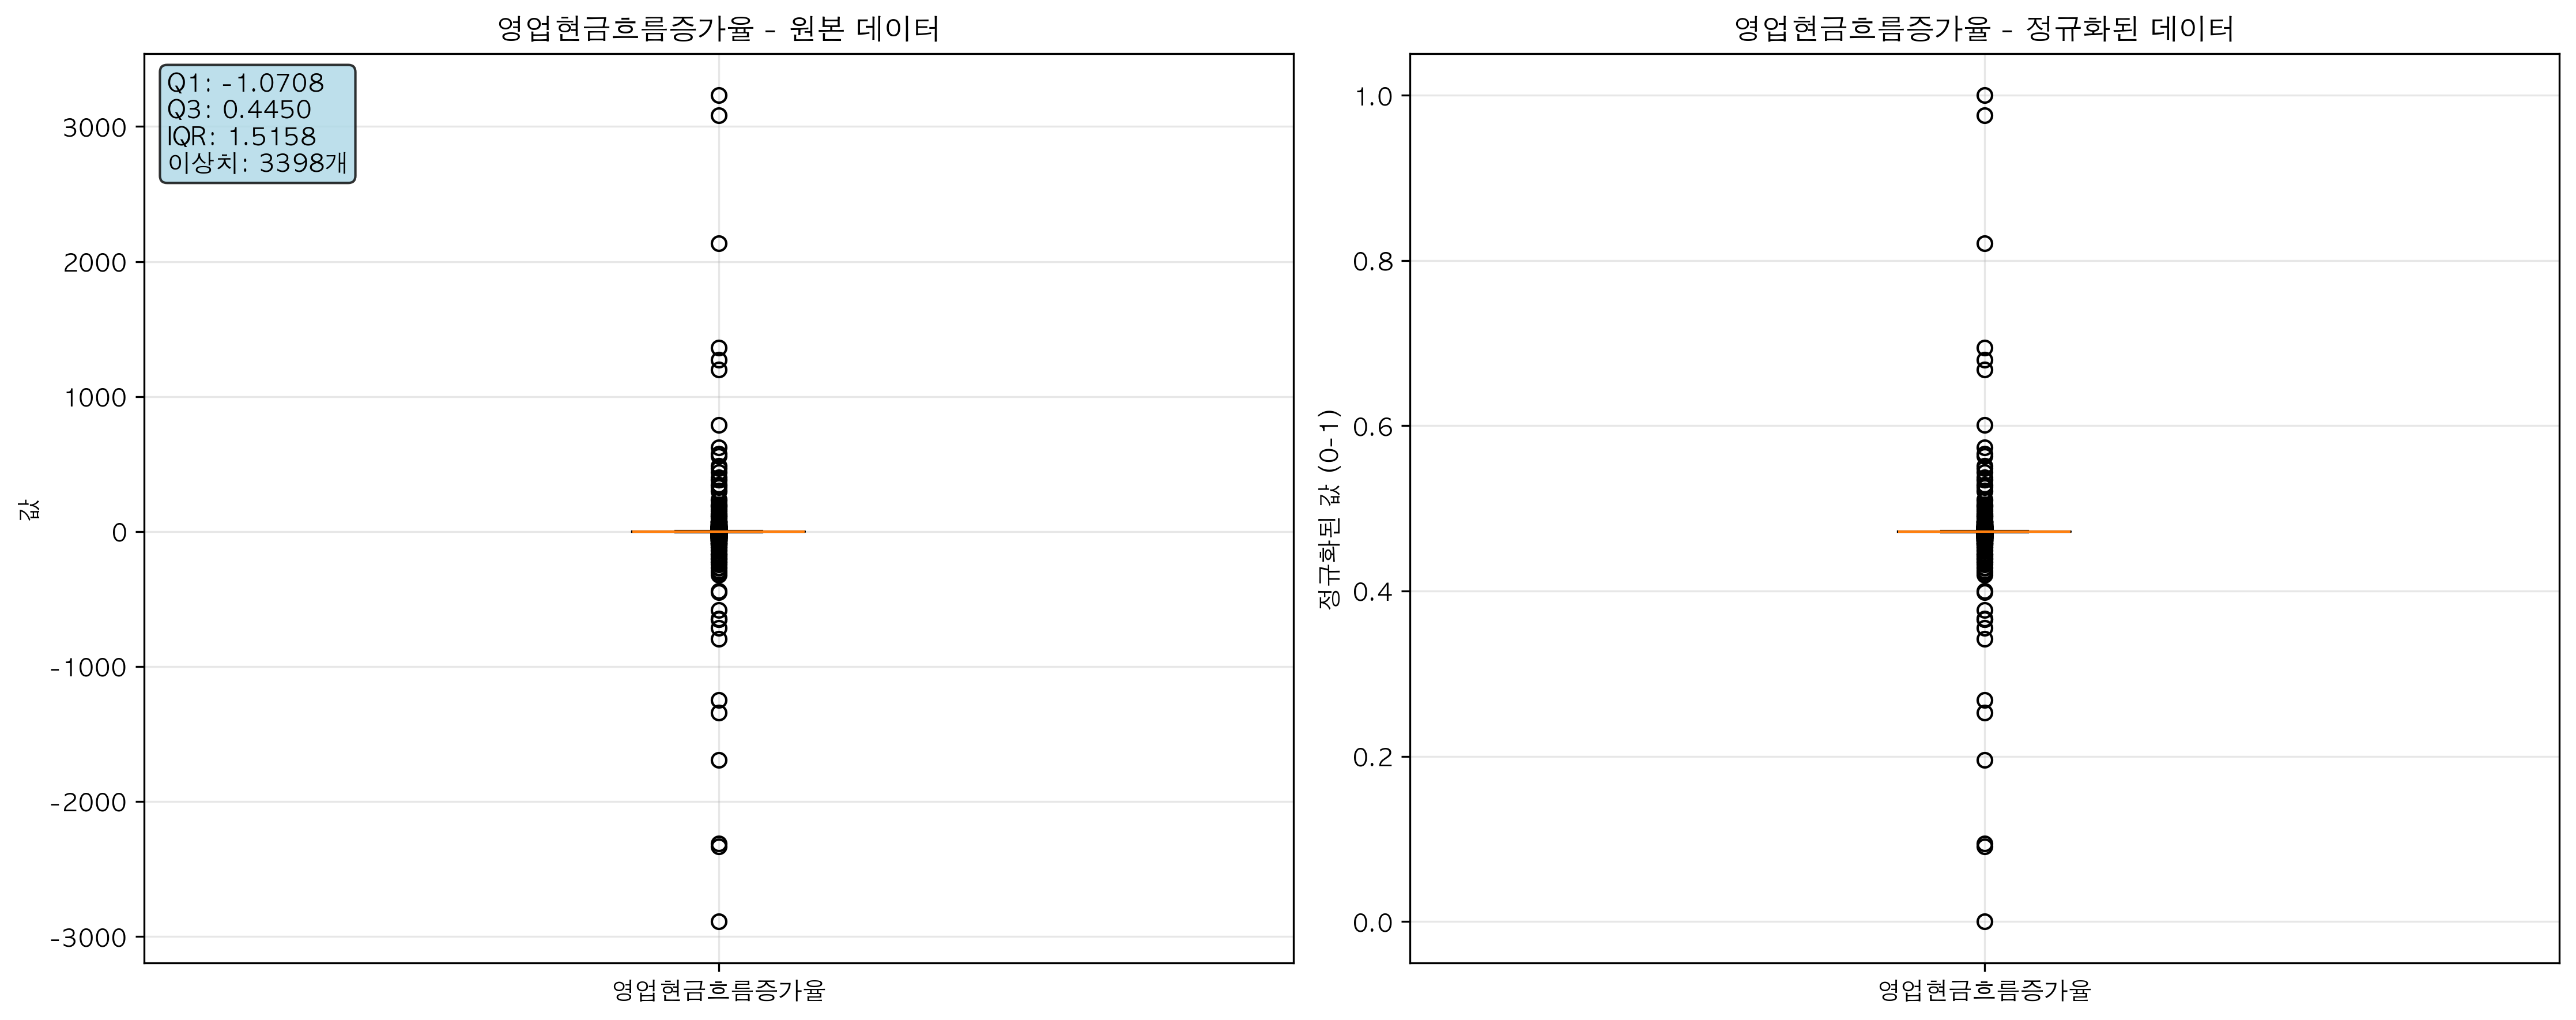 영업현금흐름증가율 - 원본 데이터
Q1: -1.0708
Q3: 0.4450
IQR: 1.5158
이상치: 3398개
값
3000
2000
1000
0
-1000
-2000
-3000
영업현금흐름증가율
영업현금흐름증가율 - 정규화된 데이터
정규화된 값 (0-1)
1.0
0.8
0.6
0.4
0.2
0.0
영업현금흐름증가율